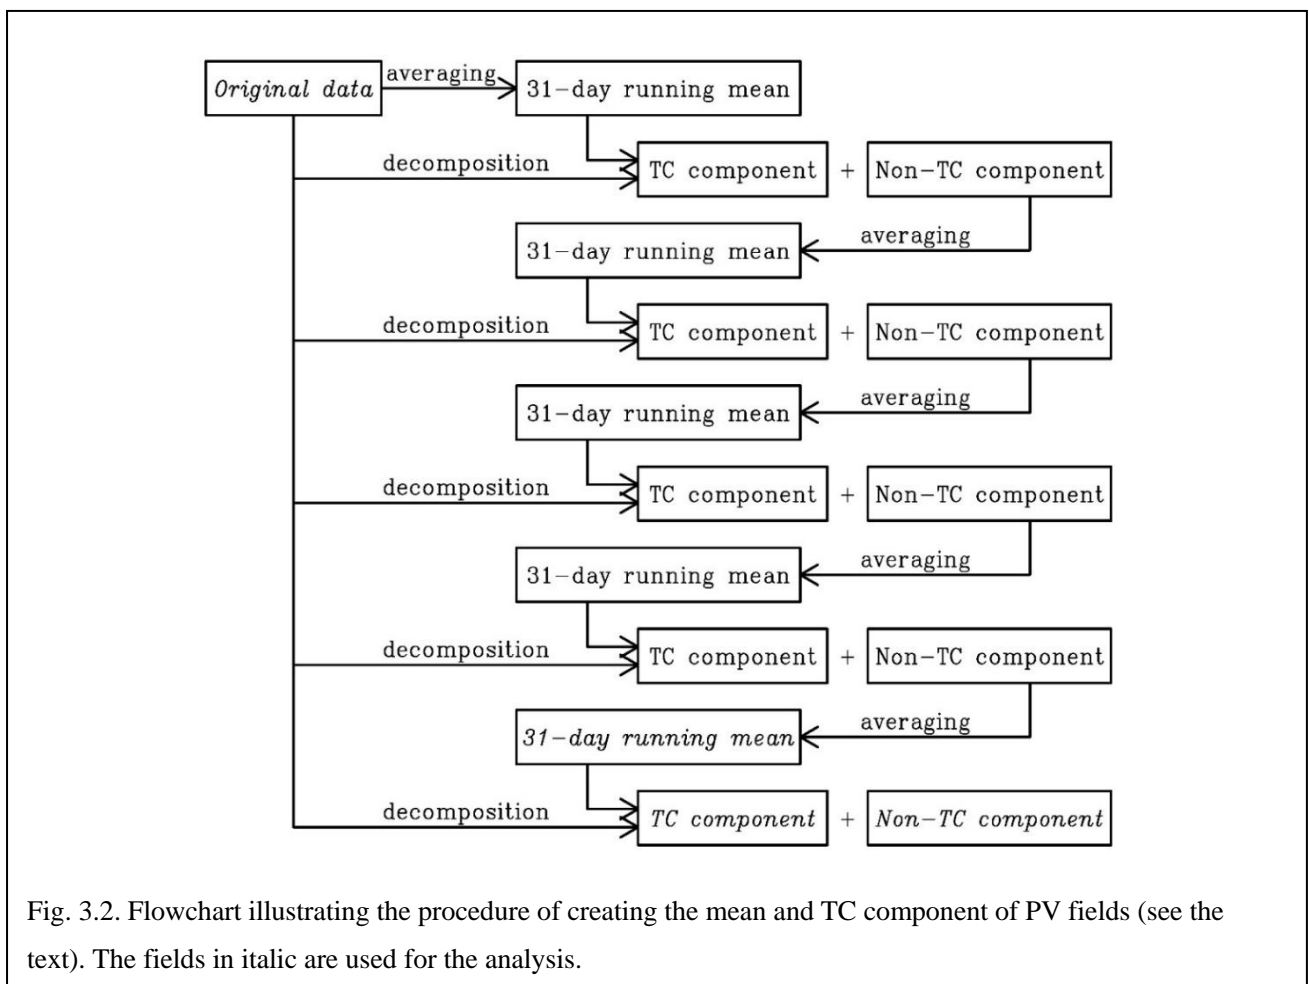 Original data
averaging
31-day running mean
decomposition
TC component + Non-TC component
averaging
31-day running mean
decomposition
TC component + Non-TC component
averaging
31-day running mean
decomposition
TC component + Non-TC component
averaging
31-day running mean
decomposition
TC component + Non-TC component
averaging
31-day running mean
decomposition
TC component + Non-TC component
Fig. 3.2. Flowchart illustrating the procedure of creating the mean and TC component of PV fields (see the
text). The fields in italic are used for the analysis.